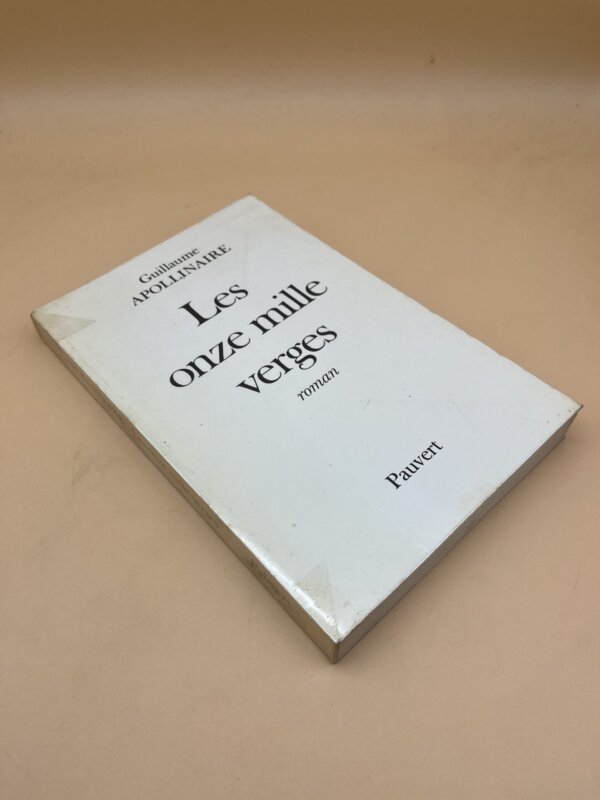 Guillaume
APOLLINAIRE
Les
onze mille
verges
roman
Pauvert